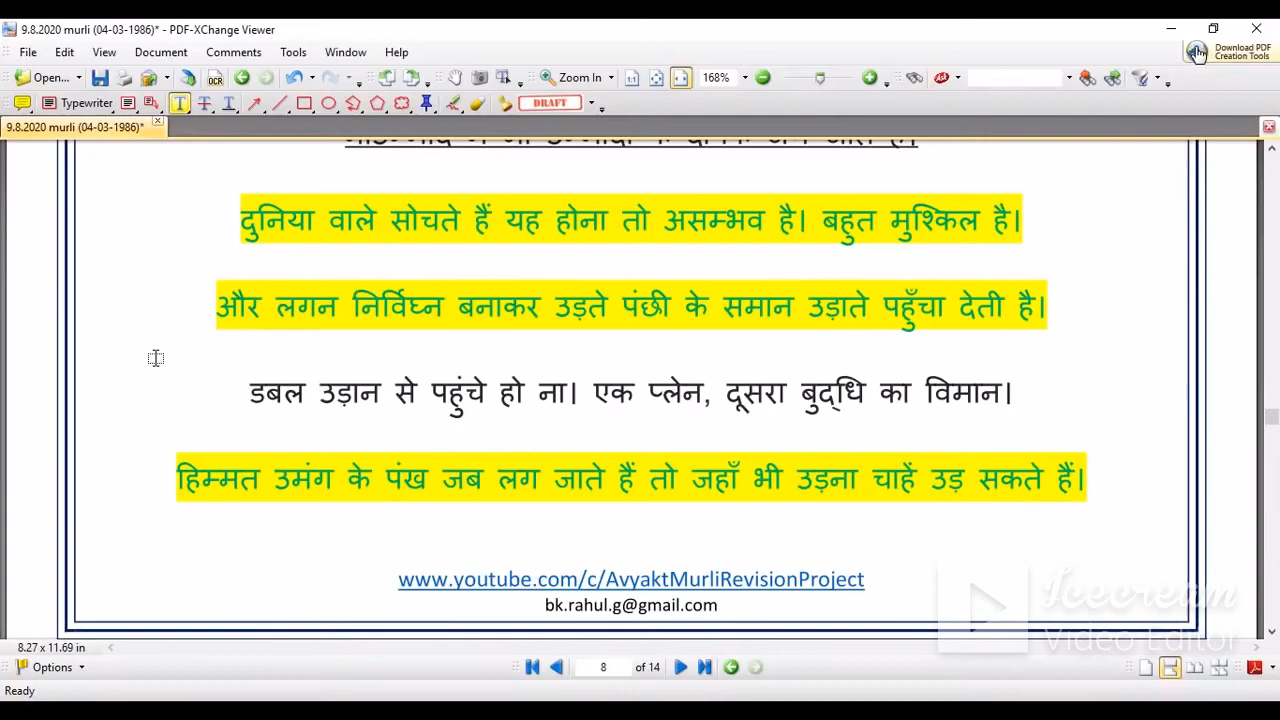 9.8.2020 murli (04-03-1986)* - PDF-XChange Viewer
File Edit View Document Comments Tools Window Help
Download PDF Creation Tools
Open... OCR Zoom In 168%
Typewriter DRAFT
9.8.2020 murli (04-03-1986)*
दुनिया वाले सोचते हैं यह होना तो असम्भव है। बहुत मुश्किल है।
और लगन निर्विघ्न बनाकर उड़ते पंछी के समान उड़ाते पहुँचा देती है।
डबल उड़ान से पहुंचे हो ना। एक प्लेन, दूसरा बुद्धि का विमान।
हिम्मत उमंग के पंख जब लग जाते हैं तो जहाँ भी उड़ना चाहें उड़ सकते हैं।
www.youtube.com/c/AvyaktMurliRevisionProject
bk.rahul.g@gmail.com
Icecream
Video Editor
8.27 x 11.69 in
Options 8 of 14
Ready